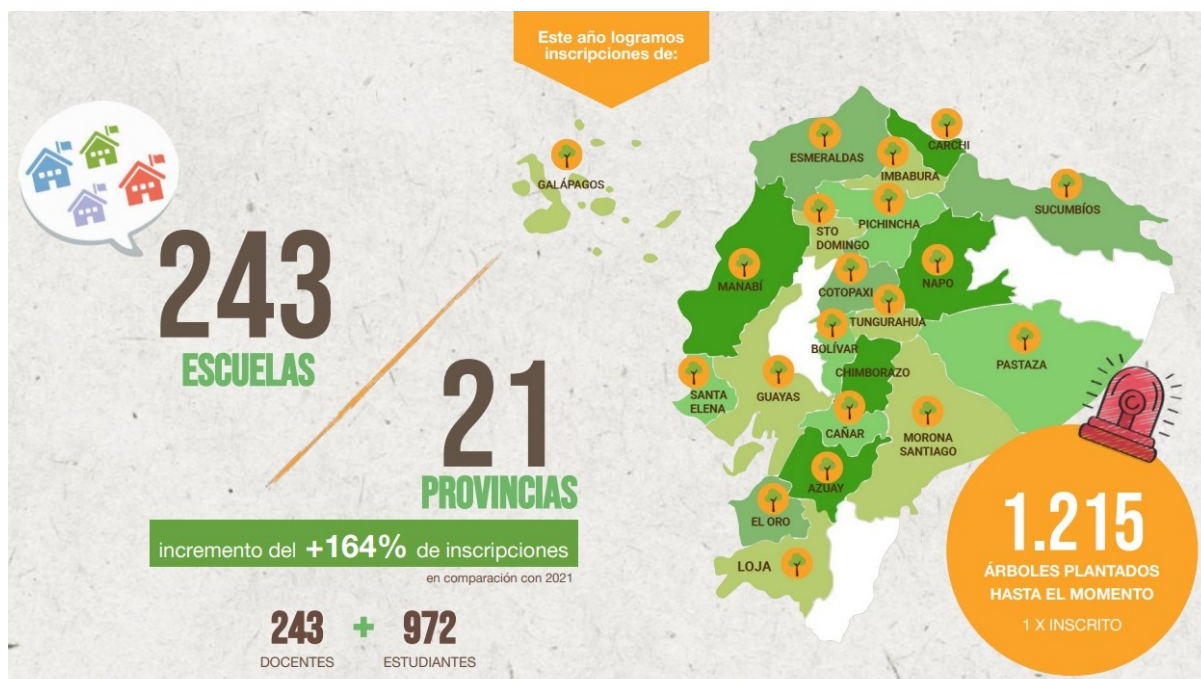 Este año logramos
inscripciones de:
243
ESCUELAS
21
PROVINCIAS
incremento del +164% de inscripciones
en comparación con 2021
243 + 972
DOCENTES ESTUDIANTES
GALÁPAGOS
ESMERALDAS
CARCHI
IMBABURA
SUCUMBÍOS
PICHINCHA
STO
DOMINGO
MANABÍ
COTOPAXI
NAPO
TUNGURAHUA
BOLÍVAR
PASTAZA
CHIMBORAZO
SANTA
ELENA
GUAYAS
CAÑAR
MORONA
SANTIAGO
AZUAY
EL ORO
LOJA
1.215
ÁRBOLES PLANTADOS
HASTA EL MOMENTO
1 X INSCRITO